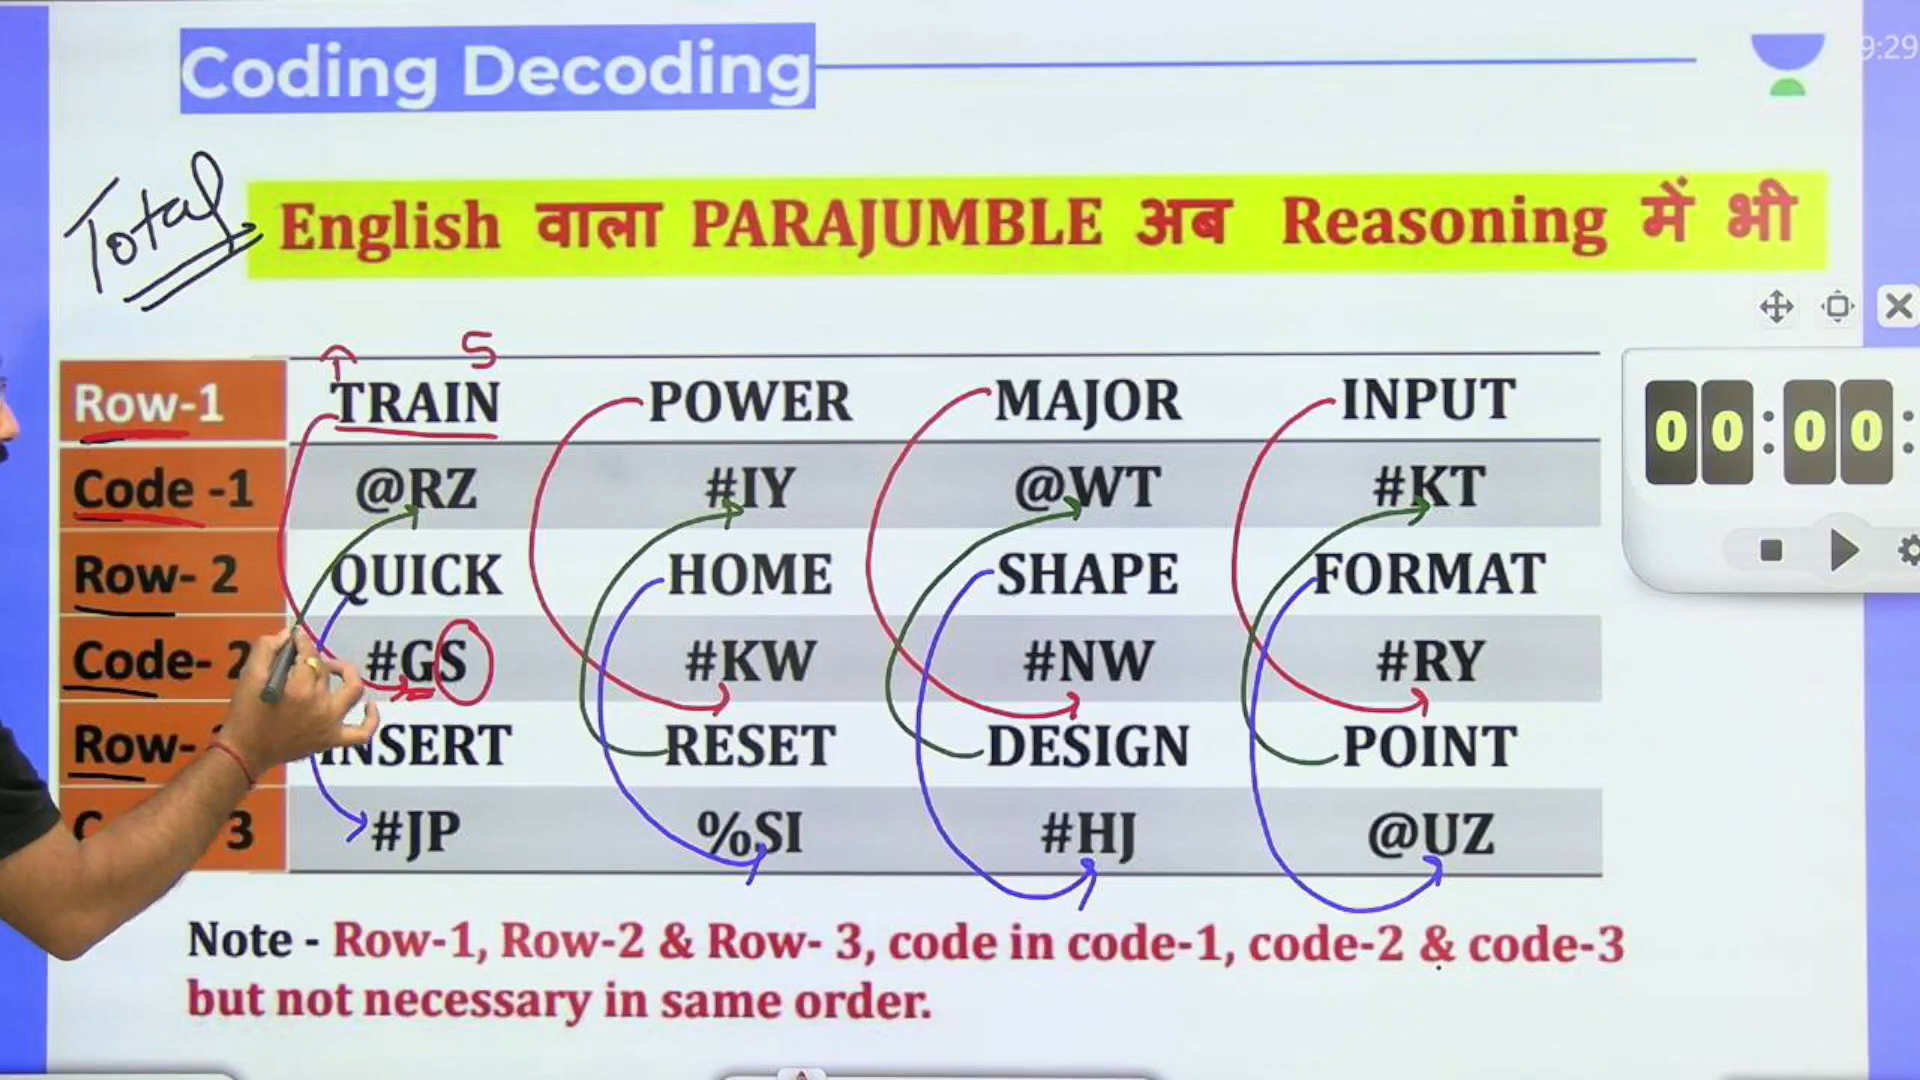 Coding Decoding
9:29
Total
English वाला PARAJUMBLE अब Reasoning में भी
5
Row-1 TRAIN POWER MAJOR INPUT
Code -1 @RZ #IY @WT #KT
Row- 2 QUICK HOME SHAPE FORMAT
Code- 2 #GS #KW #NW #RY
Row- INSERT RESET DESIGN POINT
3 #JP %SI #HJ @UZ
00:00:
Note - Row-1, Row-2 & Row- 3, code in code-1, code-2 & code-3
but not necessary in same order.